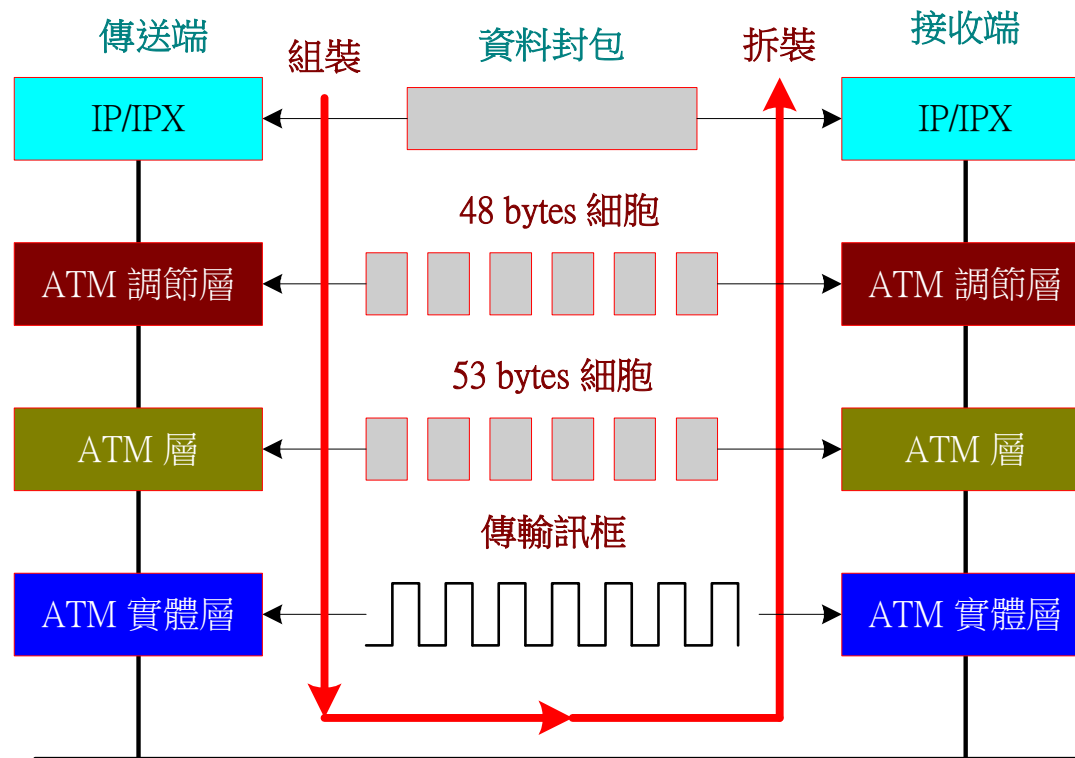 傳送端
組裝
資料封包
拆裝
接收端
IP/IPX
IP/IPX
48 bytes 細胞
ATM 調節層
ATM 調節層
53 bytes 細胞
ATM 層
ATM 層
傳輸訊框
ATM 實體層
ATM 實體層